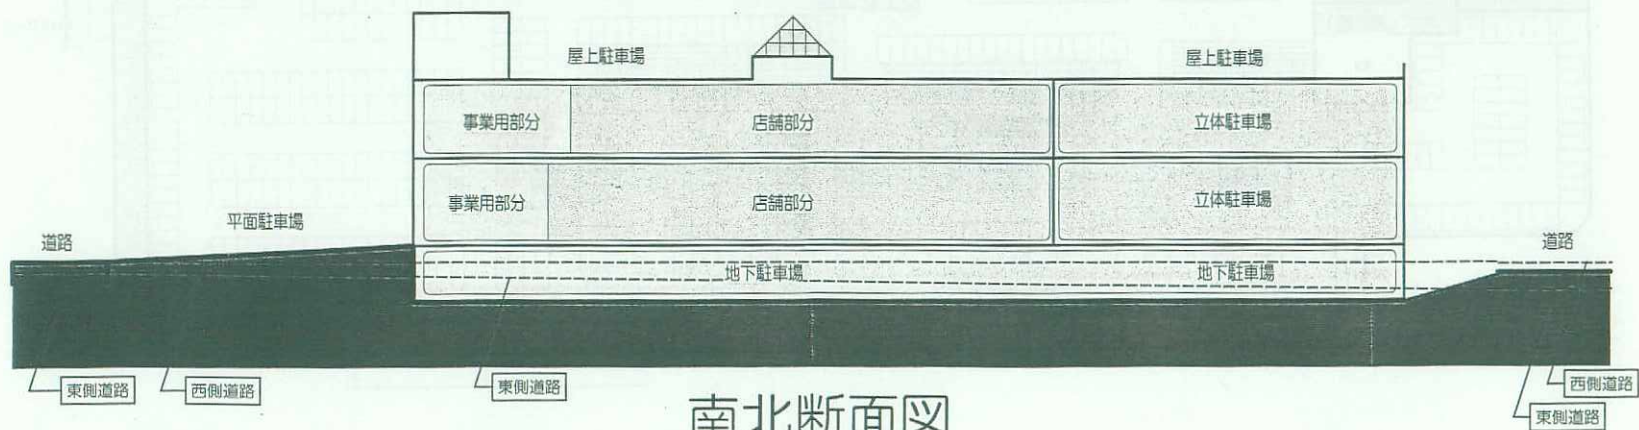 屋上駐車場
屋上駐車場
事業用部分
店舗部分
立体駐車場
事業用部分
店舗部分
立体駐車場
道路
平面駐車場
道路
地下駐車場
地下駐車場
東側道路
西側道路
東側道路
西側道路
東側道路
南北断面図